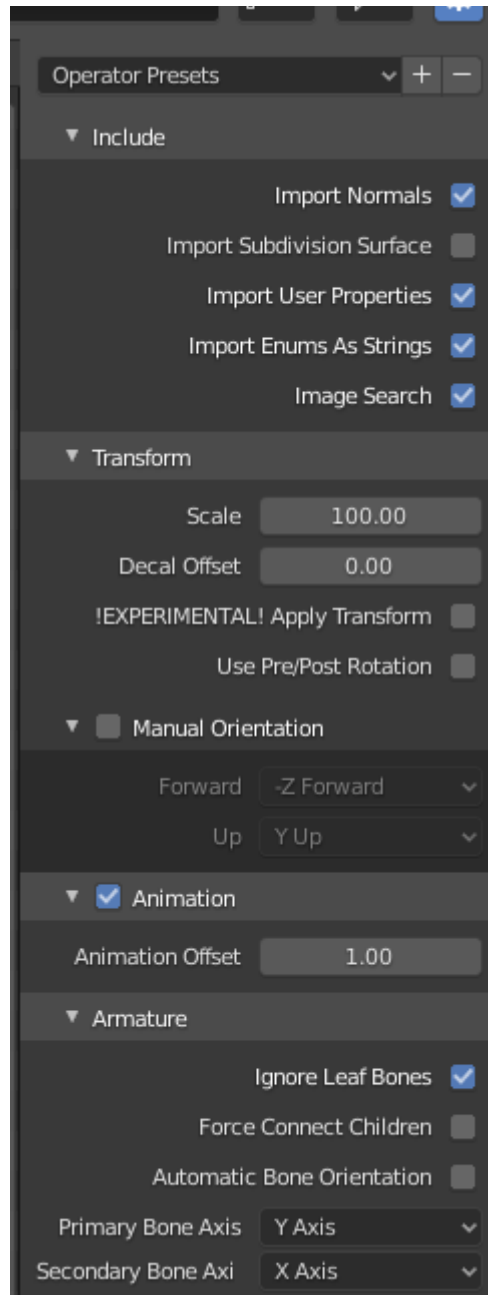 Operator Presets
Include
Import Normals
Import Subdivision Surface
Import User Properties
Import Enums As Strings
Image Search
Transform
Scale 100.00
Decal Offset 0.00
!EXPERIMENTAL! Apply Transform
Use Pre/Post Rotation
Manual Orientation
Forward -Z Forward
Up Y Up
Animation
Animation Offset 1.00
Armature
Ignore Leaf Bones
Force Connect Children
Automatic Bone Orientation
Primary Bone Axis Y Axis
Secondary Bone Axi X Axis